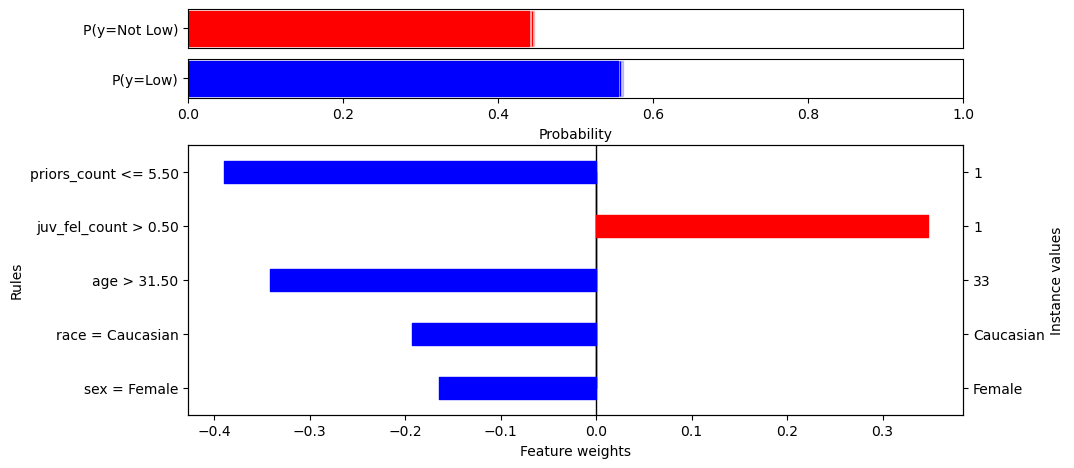 P(y=Not Low)
P(y=Low)
0.0 0.2 0.4 0.6 0.8 1.0
Probability
priors_count <= 5.50 1
juv_fel_count > 0.50 1
age > 31.50 33
race = Caucasian Caucasian
sex = Female Female
Rules
Instance values
−0.4 −0.3 −0.2 −0.1 0.0 0.1 0.2 0.3
Feature weights